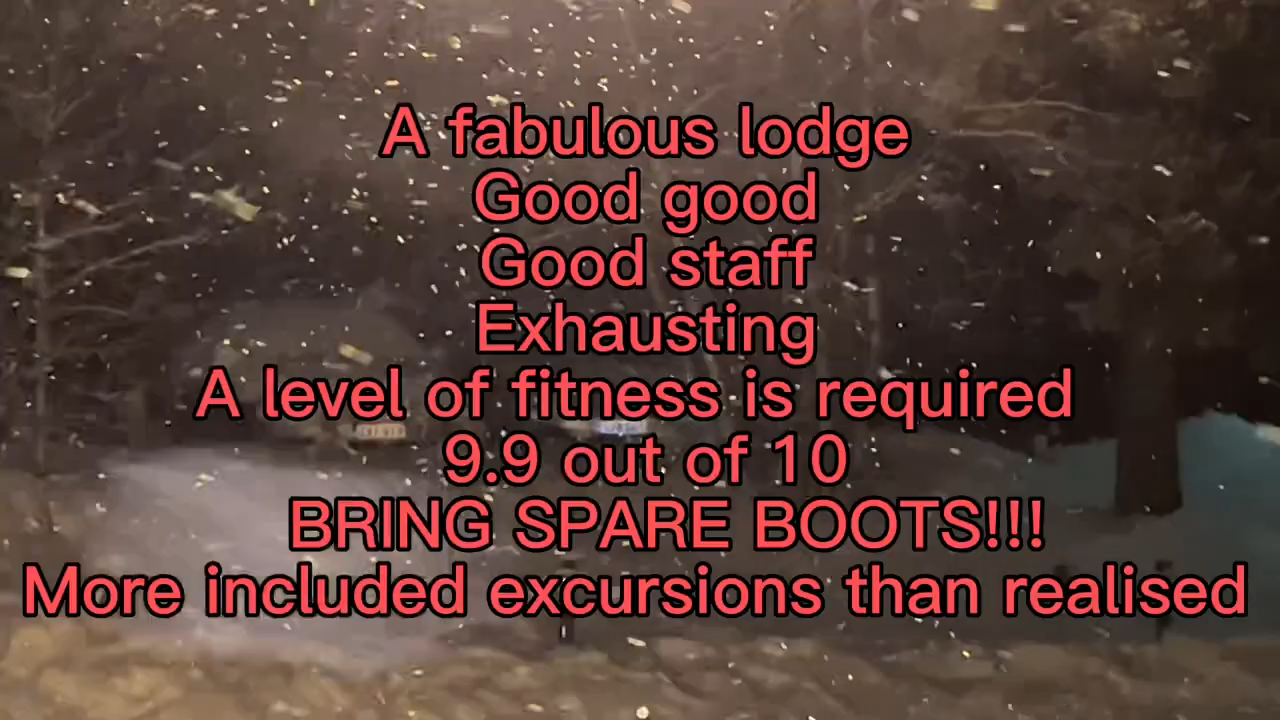 A fabulous lodge
Good good
Good staff
Exhausting
A level of fitness is required
9.9 out of 10
BRING SPARE BOOTS!!!
More included excursions than realised